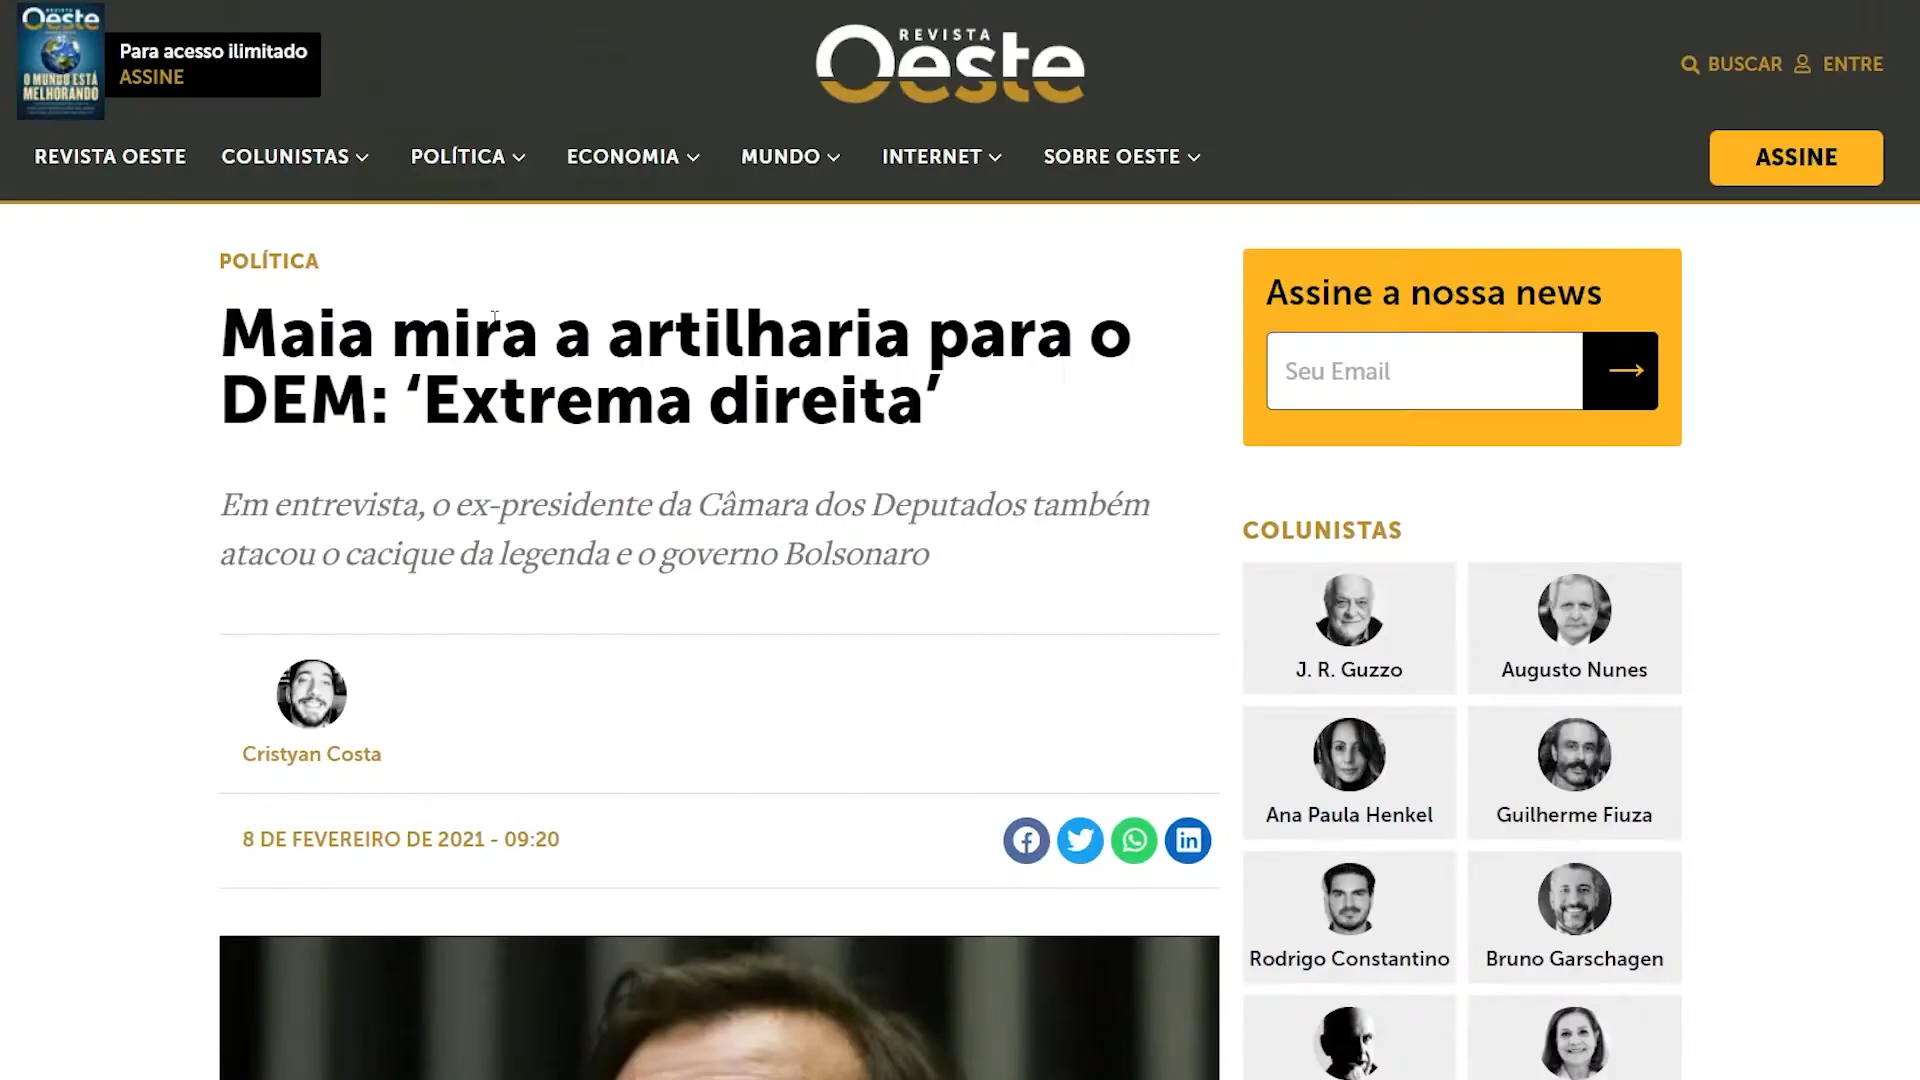 Oeste
O MUNDO ESTÁ
MELHORANDO
Para acesso ilimitado
ASSINE
REVISTA
Oeste
BUSCAR ENTRE
REVISTA OESTE COLUNISTAS POLÍTICA ECONOMIA MUNDO INTERNET SOBRE OESTE ASSINE
POLÍTICA
Maia mira a artilharia para o
DEM: ‘Extrema direita’
Em entrevista, o ex-presidente da Câmara dos Deputados também
atacou o cacique da legenda e o governo Bolsonaro
Cristyan Costa
8 DE FEVEREIRO DE 2021 - 09:20
Assine a nossa news
Seu Email
COLUNISTAS
J. R. Guzzo
Augusto Nunes
Ana Paula Henkel
Guilherme Fiuza
Rodrigo Constantino
Bruno Garschagen